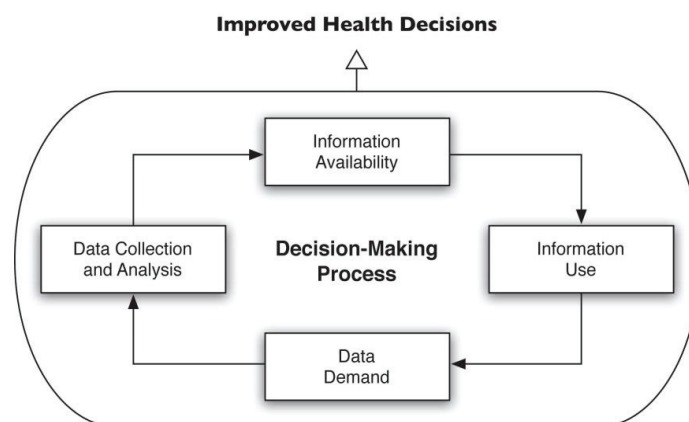 Improved Health Decisions
Information
Availability
Data Collection
and Analysis
Decision-Making
Process
Information
Use
Data
Demand